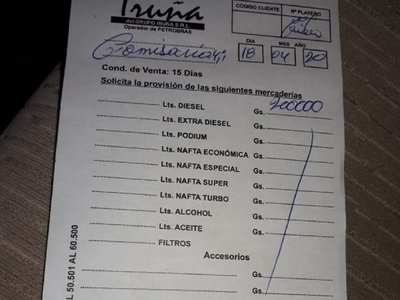 Iruña
del GRUPO IRUÑA S.R.L.
Operador de PETROBRAS
CÓDIGO CLIENTE Nº PLAYERO
DÍA MES AÑO
18 04 20
Comisaria
Cond. de Venta: 15 Dias
Solicita la provisión de las siguientes mercaderías
Lts. DIESEL Gs. 200000
Lts. EXTRA DIESEL Gs.
Lts. PODIUM Gs.
Lts. NAFTA ECONÓMICA Gs.
Lts. NAFTA ESPECIAL Gs.
Lts. NAFTA SUPER Gs.
Lts. NAFTA TURBO Gs.
Lts. ALCOHOL Gs.
Lts. ACEITE Gs.
FILTROS Gs.
Accesorios
Gs.
L 50.501 AL 60.500